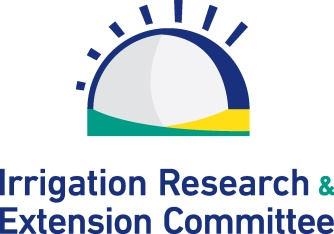 Irrigation Research &
Extension Committee